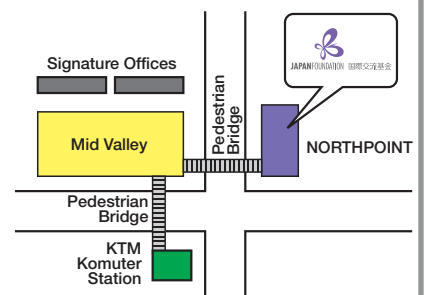 JAPANFOUNDATION 国際交流基金
Signature Offices
Mid Valley
Pedestrian
Bridge
NORTHPOINT
Pedestrian
Bridge
KTM
Komuter
Station